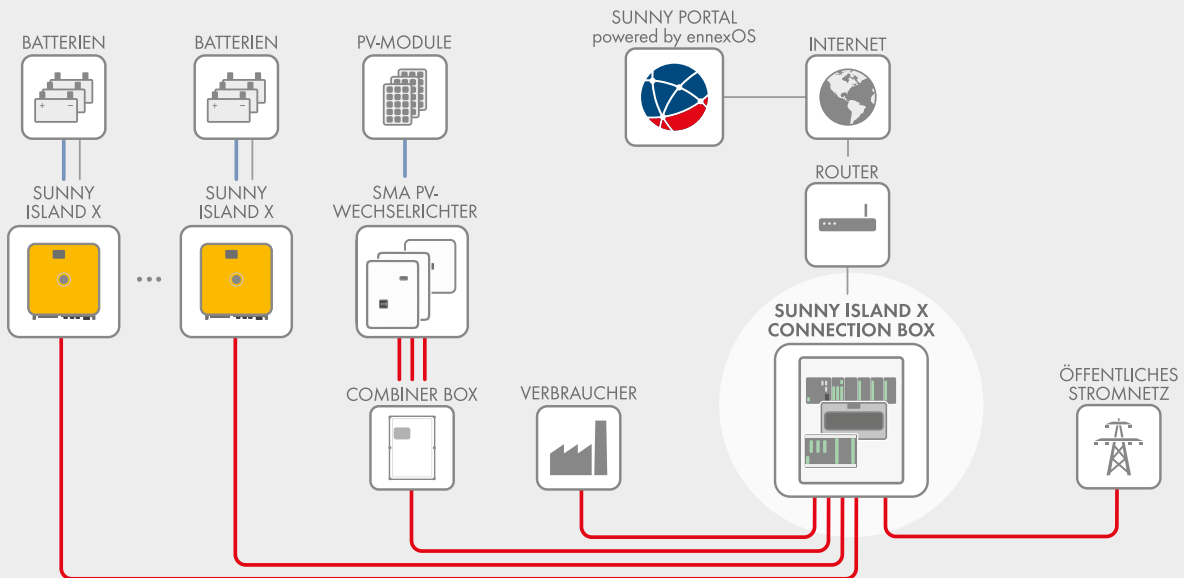 SUNNY PORTAL
powered by ennexOS
BATTERIEN
BATTERIEN
PV-MODULE
INTERNET
SUNNY
ISLAND X
SUNNY
ISLAND X
SMA PV-
WECHSELRICHTER
ROUTER
SUNNY ISLAND X
CONNECTION BOX
COMBINER BOX
VERBRAUCHER
ÖFFENTLICHES
STROMNETZ